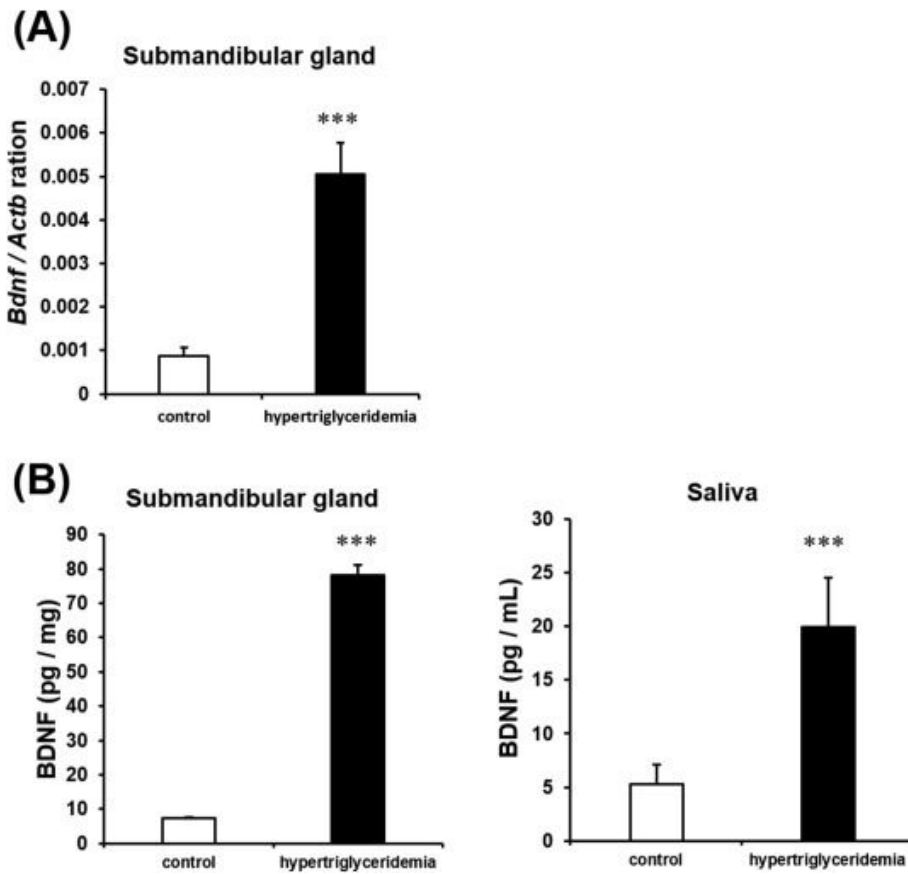 (A)
Submandibular gland
Bdnf / Actb ration
0.007
0.006
0.005
0.004
0.003
0.002
0.001
0
***
control
hypertriglyceridemia
(B)
Submandibular gland
BDNF (pg / mg)
90
80
70
60
50
40
30
20
10
0
***
control
hypertriglyceridemia
Saliva
BDNF (pg / mL)
30
25
20
15
10
5
0
***
control
hypertriglyceridemia